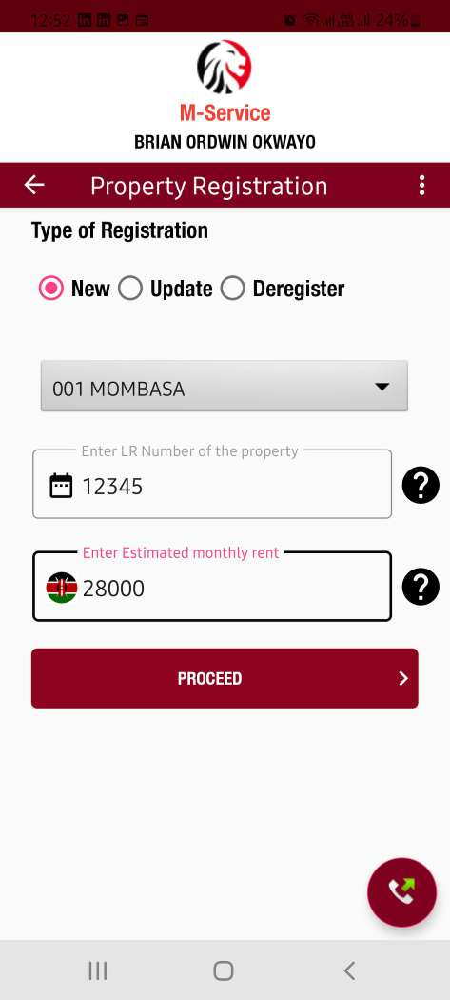 12:52
24%
M-Service
BRIAN ORDWIN OKWAYO
Property Registration
Type of Registration
New
Update
Deregister
001 MOMBASA
Enter LR Number of the property
12345
?
Enter Estimated monthly rent
28000
?
PROCEED